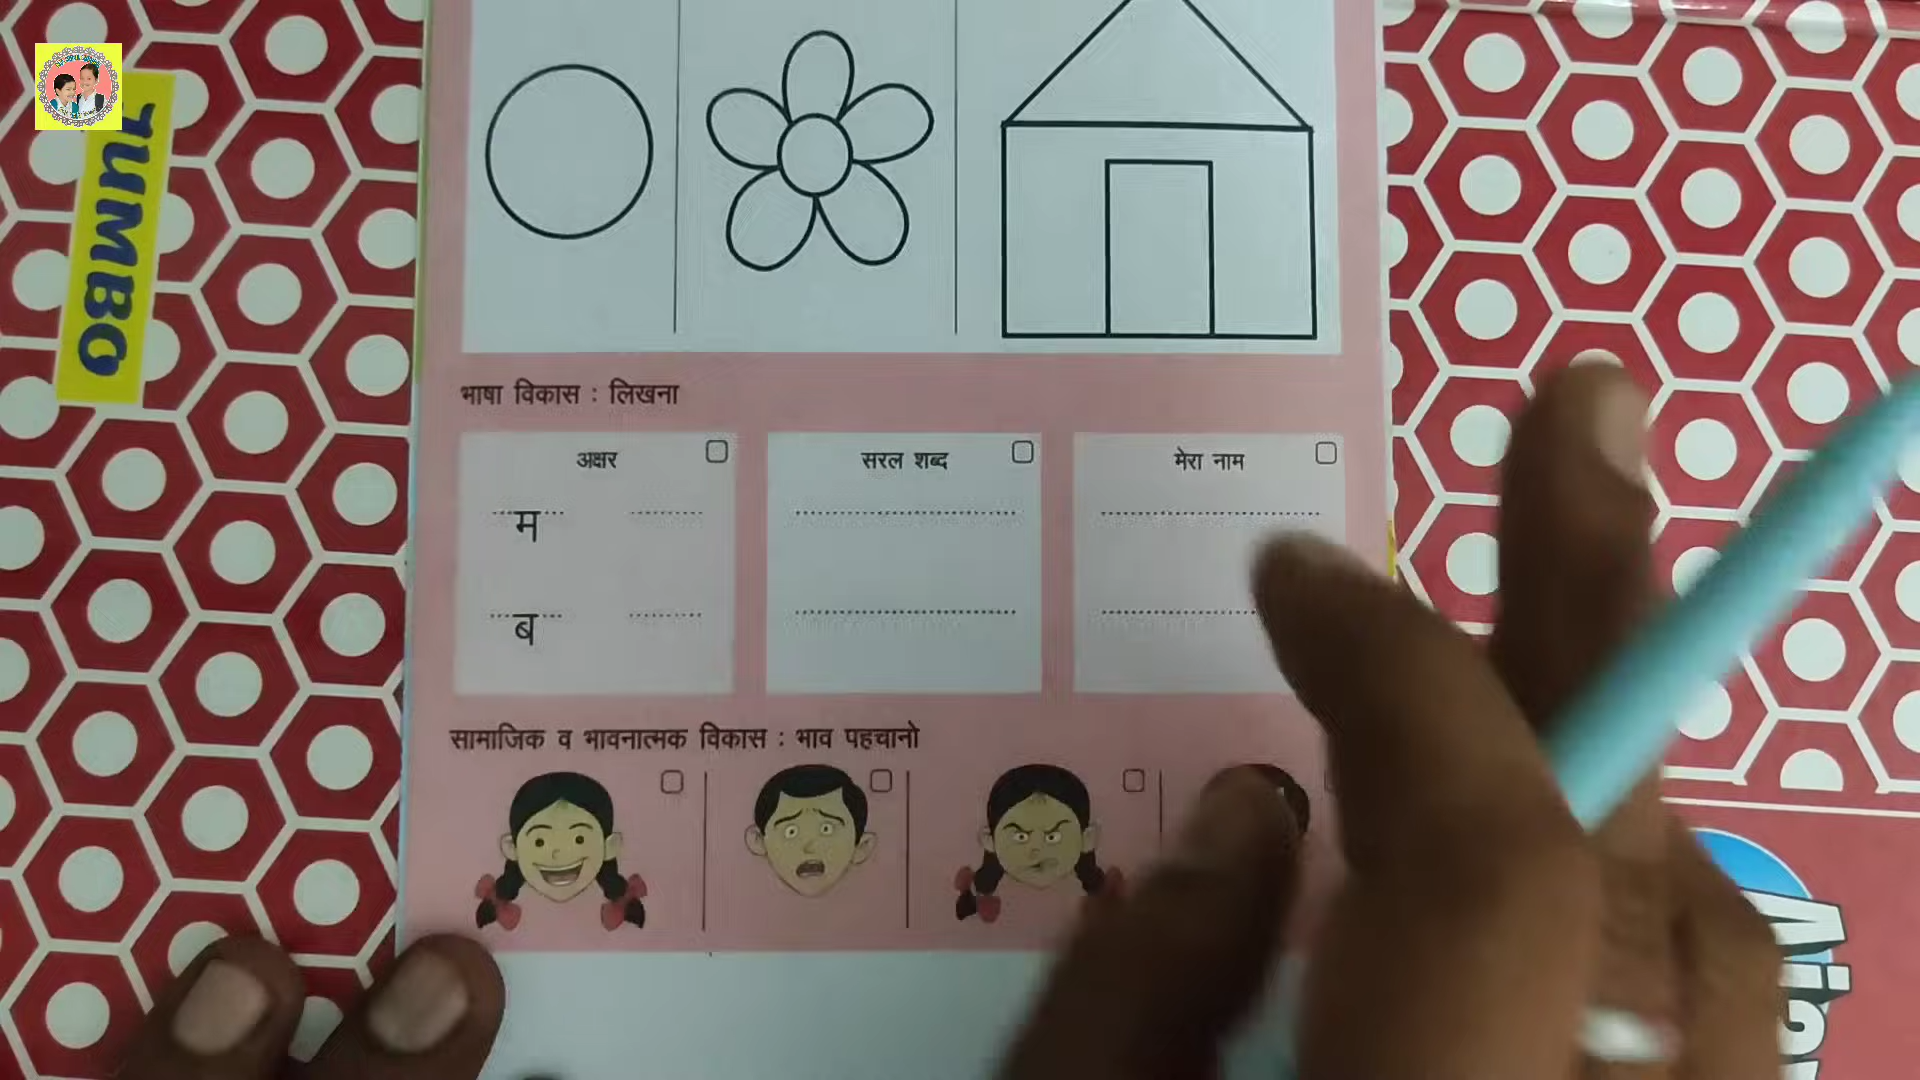 JUMBO
भाषा विकास : लिखना
अक्षर
सरल शब्द
मेरा नाम
म
ब
सामाजिक व भावनात्मक विकास : भाव पहचानो